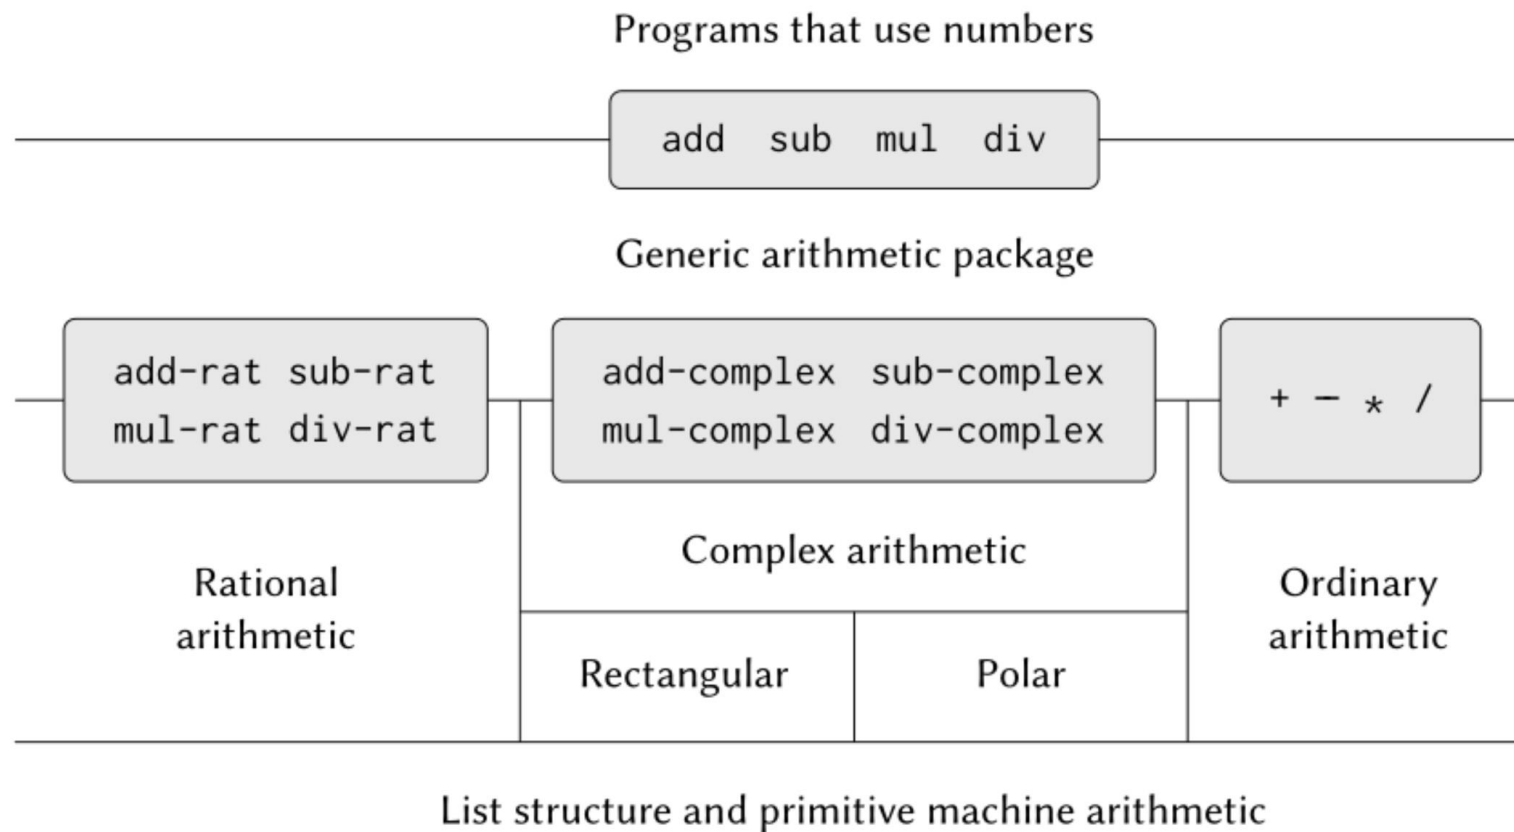 Programs that use numbers
add sub mul div
Generic arithmetic package
add-rat sub-rat
mul-rat div-rat
add-complex sub-complex
mul-complex div-complex
+ − * /
Rational
arithmetic
Complex arithmetic
Rectangular
Polar
Ordinary
arithmetic
List structure and primitive machine arithmetic